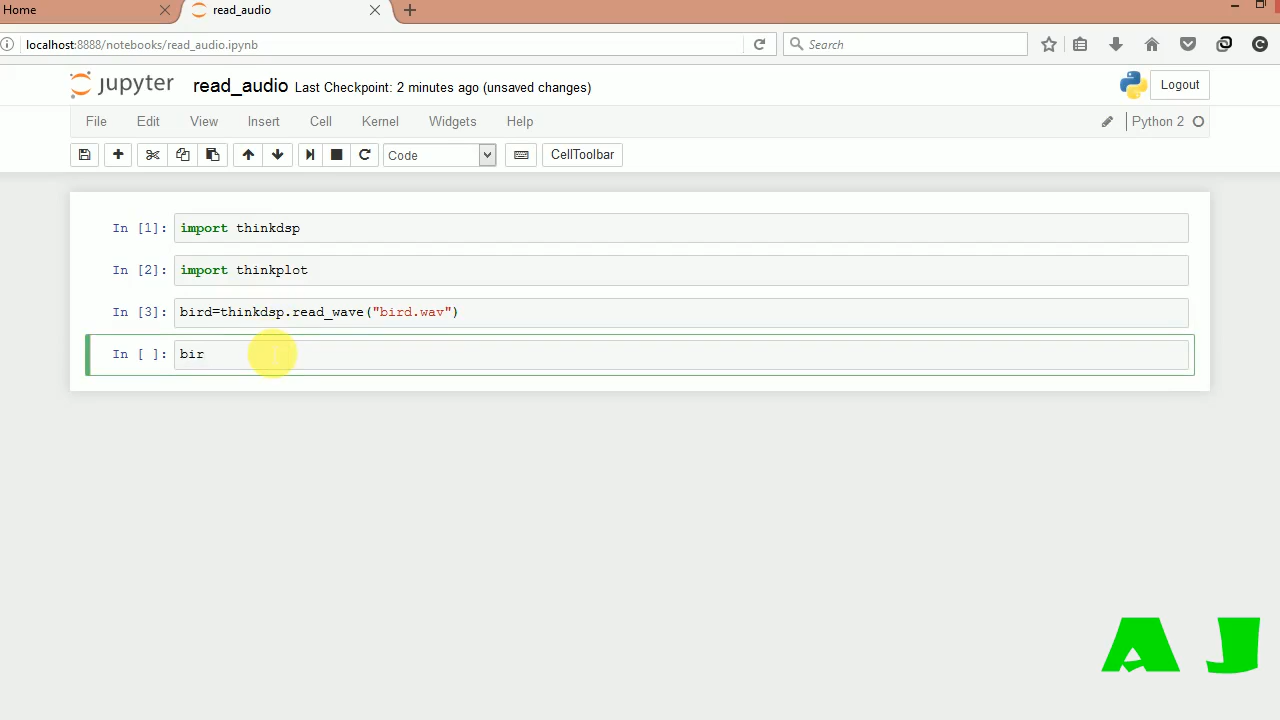 Home
read_audio
localhost:8888/notebooks/read_audio.ipynb
Search
jupyter read_audio Last Checkpoint: 2 minutes ago (unsaved changes)
Logout
File Edit View Insert Cell Kernel Widgets Help
Python 2
Code
CellToolbar
In [1]: import thinkdsp
In [2]: import thinkplot
In [3]: bird=thinkdsp.read_wave("bird.wav")
In [ ]: bir
A J